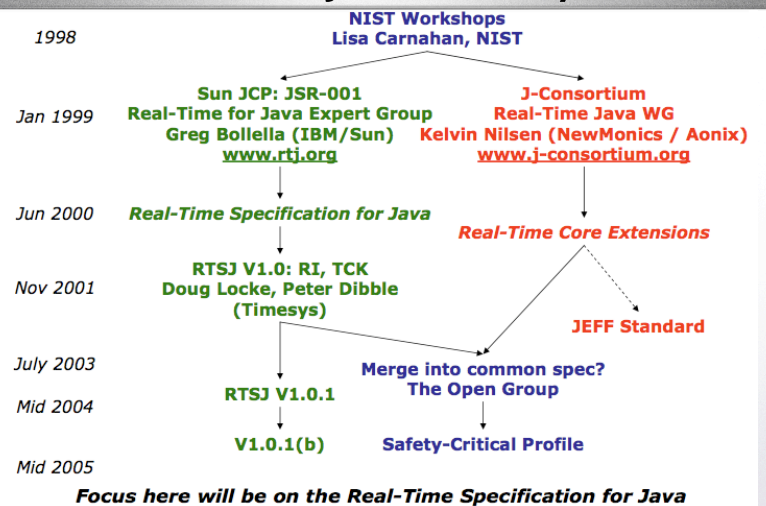 NIST Workshops
1998
Lisa Carnahan, NIST
Sun JCP: JSR-001
J-Consortium
Jan 1999
Real-Time for Java Expert Group
Real-Time Java WG
Greg Bollella (IBM/Sun)
Kelvin Nilsen (NewMonics / Aonix)
www.rtj.org
www.j-consortium.org
Jun 2000
Real-Time Specification for Java
Real-Time Core Extensions
RTSJ V1.0: RI, TCK
Nov 2001
Doug Locke, Peter Dibble
(Timesys)
JEFF Standard
July 2003
Merge into common spec?
The Open Group
RTSJ V1.0.1
Mid 2004
V1.0.1(b)
Safety-Critical Profile
Mid 2005
Focus here will be on the Real-Time Specification for Java